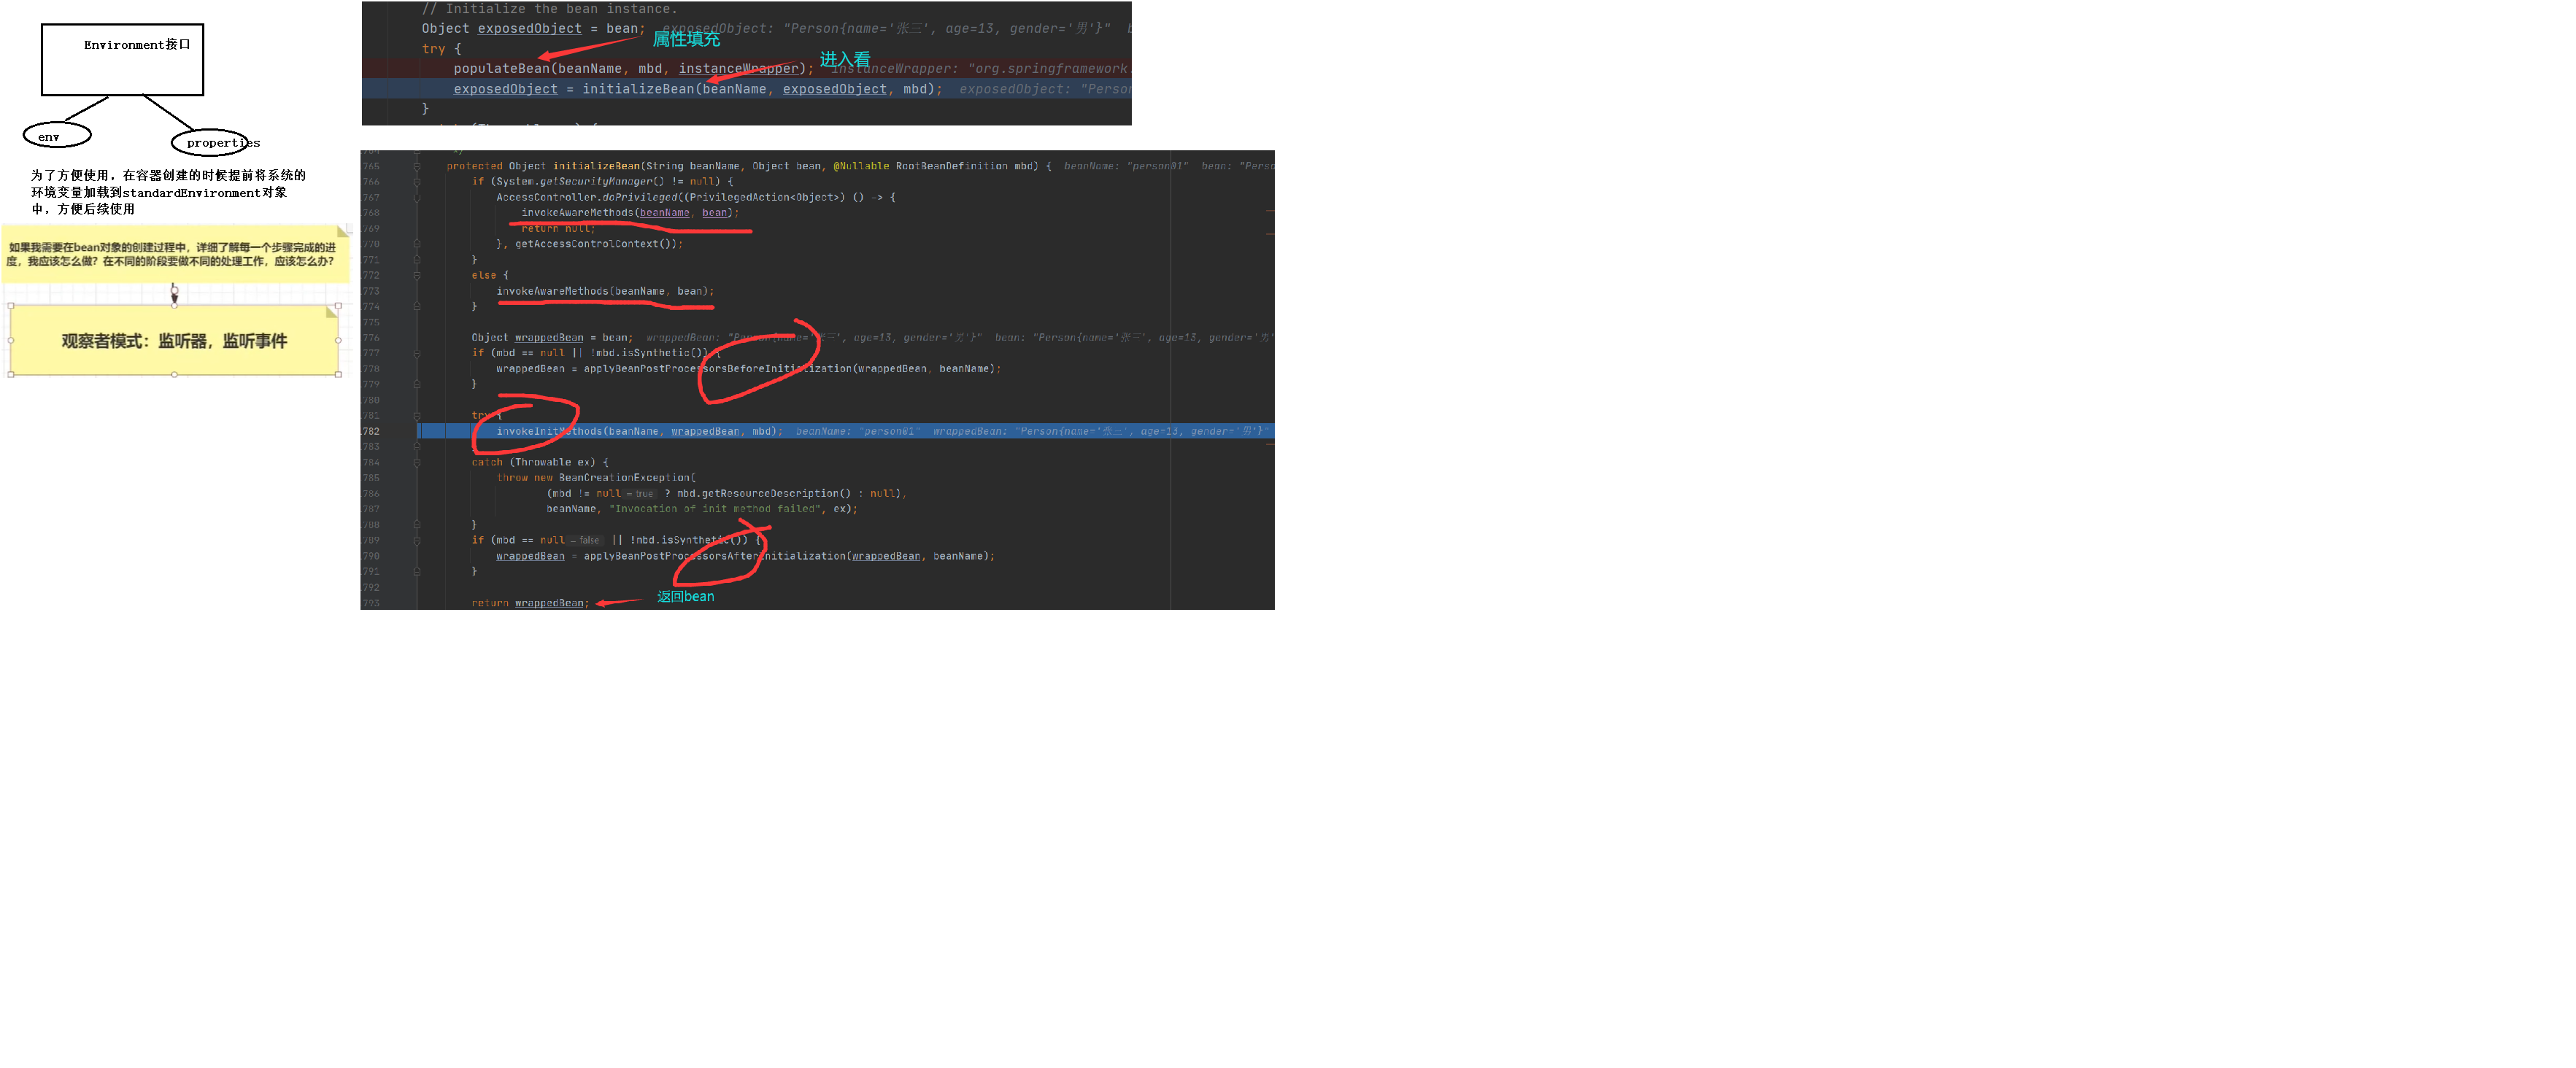 Environment接口
env
properties
为了方便使用，在容器创建的时候提前将系统的
环境变量加载到standardEnvironment对象
中，方便后续使用
如果我需要在bean对象的创建过程中，详细了解每一个步骤完成的进
度，我应该怎么做？在不同的阶段要做不同的处理工作，应该怎么办？
观察者模式：监听器，监听事件
// Initialize the bean instance.
Object exposedObject = bean; exposedObject: "Person{name='张三', age=13, gender='男'}"
属性填充
try {
进入看
populateBean(beanName, mbd, instanceWrapper); instanceWrapper: "org.springframework.
exposedObject = initializeBean(beanName, exposedObject, mbd); exposedObject: "Person
}
765 protected Object initializeBean(String beanName, Object bean, @Nullable RootBeanDefinition mbd) { beanName: "person01" bean: "Perso
766 if (System.getSecurityManager() != null) {
767 AccessController.doPrivileged((PrivilegedAction<Object>) () -> {
768 invokeAwareMethods(beanName, bean);
769 return null;
770 }, getAccessControlContext());
771 }
772 else {
773 invokeAwareMethods(beanName, bean);
774 }
775
776 Object wrappedBean = bean; wrappedBean: "Person{name='张三', age=13, gender='男'}" bean: "Person{name='张三', age=13, gender='男'
777 if (mbd == null || !mbd.isSynthetic()) {
778 wrappedBean = applyBeanPostProcessorsBeforeInitialization(wrappedBean, beanName);
779 }
780
781 try {
782 invokeInitMethods(beanName, wrappedBean, mbd); beanName: "person01" wrappedBean: "Person{name='张三', age=13, gender='男'}"
783
784 catch (Throwable ex) {
785 throw new BeanCreationException(
786 (mbd != null = true ? mbd.getResourceDescription() : null),
787 beanName, "Invocation of init method failed", ex);
788 }
789 if (mbd == null = false || !mbd.isSynthetic()) {
790 wrappedBean = applyBeanPostProcessorsAfterInitialization(wrappedBean, beanName);
791 }
792
793 return wrappedBean;
返回bean